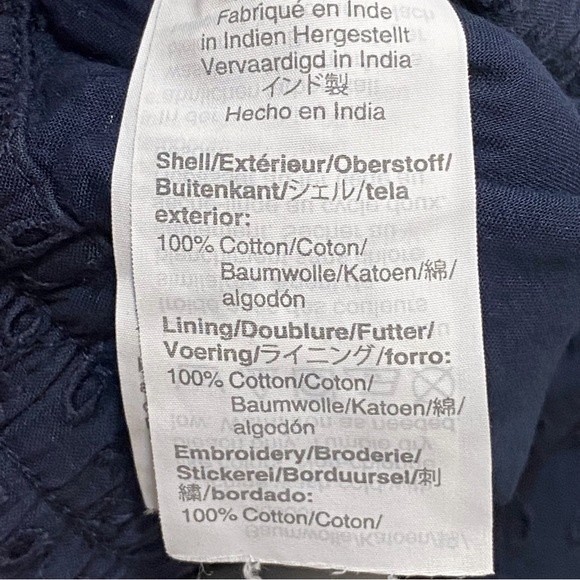 Fabriqué en Inde
in Indien Hergestellt
Vervaardigd in India
インド製
Hecho en India
Shell/Extérieur/Oberstoff/
Buitenkant/シェル/tela
exterior:
100% Cotton/Coton/
Baumwolle/Katoen/綿/
algodón
Lining/Doublure/Futter/
Voering/ライニング/forro:
100% Cotton/Coton/
Baumwolle/Katoen/綿/
algodón
Embroidery/Broderie/
Stickerei/Borduursel/刺
繍/bordado:
100% Cotton/Coton/